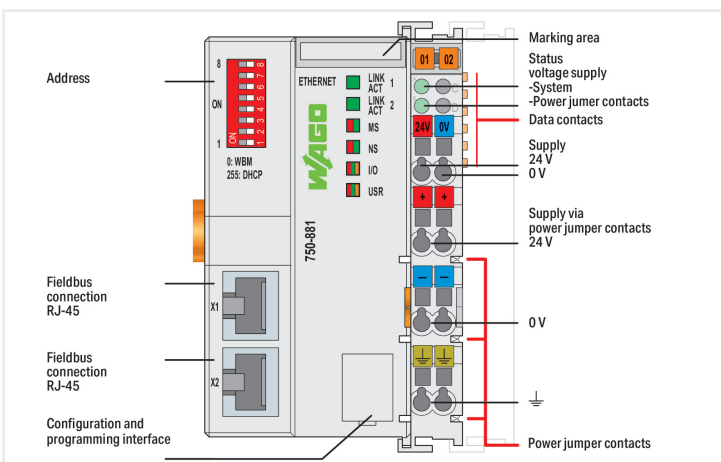 Marking area
Address
8
8
7
6
5
4
3
2
1
ON
ON
1
0: WBM
255: DHCP
ETHERNET
LINK
ACT
1
LINK
ACT
2
MS
NS
I/O
USR
WAGO
750-881
01
02
Status
voltage supply
-System
-Power jumer contacts
Data contacts
24V
0V
Supply
24 V
0 V
+
+
Supply via
power jumper contacts
24 V
Fieldbus
connection
RJ-45
X1
—
—
0 V
Fieldbus
connection
RJ-45
X2
Configuration and
programming interface
Power jumper contacts